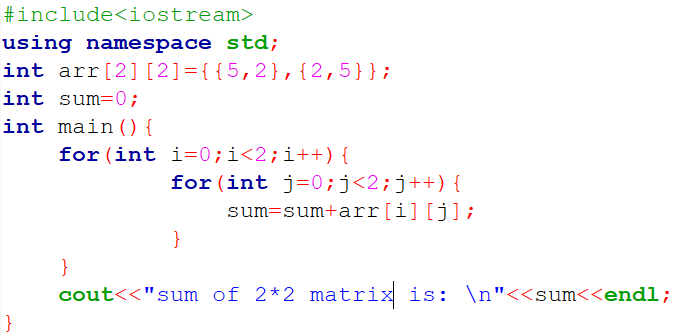 #include<iostream>
using namespace std;
int arr[2][2]={{5,2},{2,5}};
int sum=0;
int main(){
    for(int i=0;i<2;i++){
            for(int j=0;j<2;j++){
                sum=sum+arr[i][j];
            }
    }
    cout<<"sum of 2*2 matrix is: \n"<<sum<<endl;
}